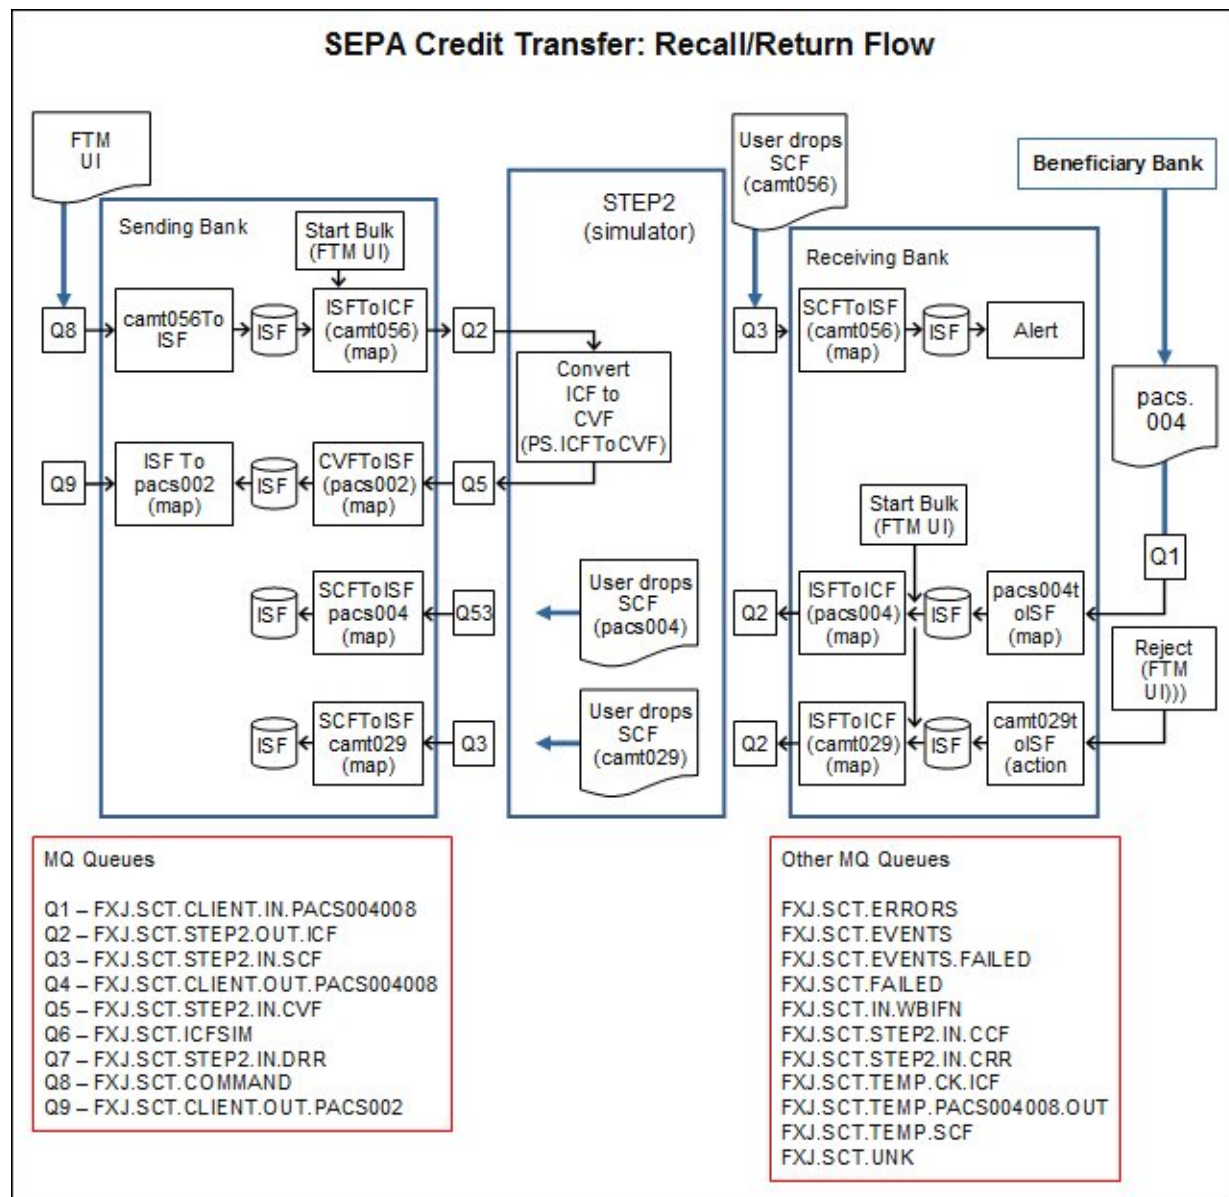 SEPA Credit Transfer: Recall/Return Flow
FTM
UI
User drops
SCF
(camt056)
Beneficiary Bank
Sending Bank
Start Bulk
(FTM UI)
STEP2
(simulator)
Receiving Bank
Q8
camt056To
ISF
ISF
ISFToICF
(camt056)
(map)
Q2
Convert
ICF to
CVF
(PS.ICFToCVF)
Q3
SCFToISF
(camt056)
(map)
ISF
Alert
pacs.
004
Q9
ISF To
pacs002
(map)
ISF
CVFToISF
(pacs002)
(map)
Q5
Start Bulk
(FTM UI)
Q1
ISF
SCFToISF
pacs004
(map)
Q53
User drops
SCF
(pacs004)
Q2
ISFToICF
(pacs004)
(map)
ISF
pacs004t
oISF
(map)
Reject
(FTM
UI)))
ISF
SCFToISF
camt029
(map)
Q3
User drops
SCF
(camt029)
Q2
ISFToICF
(camt029)
(map)
ISF
camt029t
oISF
(action
MQ Queues
Q1 – FXJ.SCT.CLIENT.IN.PACS004008
Q2 – FXJ.SCT.STEP2.OUT.ICF
Q3 – FXJ.SCT.STEP2.IN.SCF
Q4 – FXJ.SCT.CLIENT.OUT.PACS004008
Q5 – FXJ.SCT.STEP2.IN.CVF
Q6 – FXJ.SCT.ICFSIM
Q7 – FXJ.SCT.STEP2.IN.DRR
Q8 – FXJ.SCT.COMMAND
Q9 – FXJ.SCT.CLIENT.OUT.PACS002
Other MQ Queues
FXJ.SCT.ERRORS
FXJ.SCT.EVENTS
FXJ.SCT.EVENTS.FAILED
FXJ.SCT.FAILED
FXJ.SCT.IN.WBIFN
FXJ.SCT.STEP2.IN.CCF
FXJ.SCT.STEP2.IN.CRR
FXJ.SCT.TEMP.CK.ICF
FXJ.SCT.TEMP.PACS004008.OUT
FXJ.SCT.TEMP.SCF
FXJ.SCT.UNK